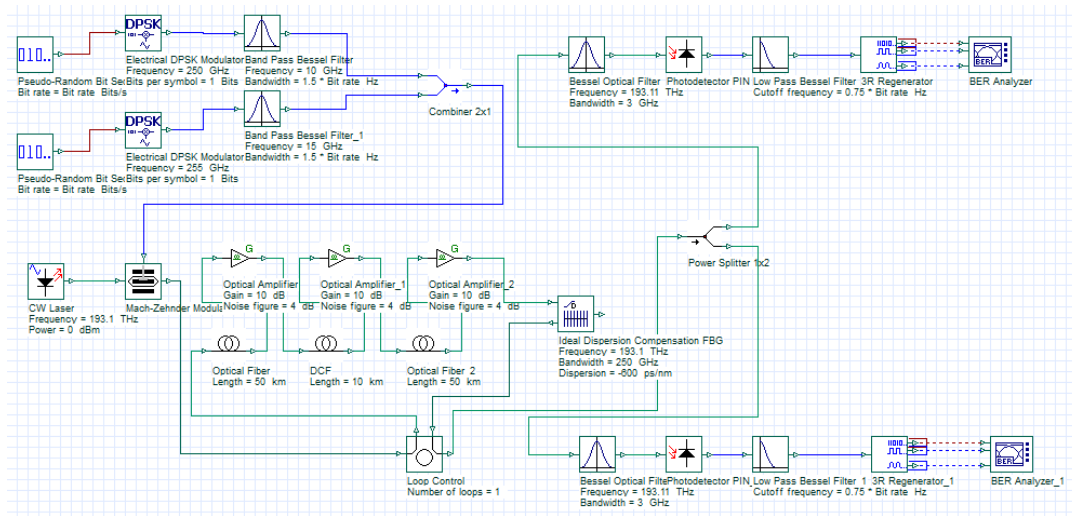 DPSK
010..
Electrical DPSK Modulator
Frequency = 250 GHz
Bits per symbol = 1 Bits
Pseudo-Random Bit Se
Bit rate = Bit rate Bits/s
Band Pass Bessel Filter
Frequency = 10 GHz
Bandwidth = 1.5 * Bit rate Hz
Combiner 2x1
DPSK
010..
Electrical DPSK Modulator
Frequency = 255 GHz
Bits per symbol = 1 Bits
Pseudo-Random Bit Se
Bit rate = Bit rate Bits/s
Band Pass Bessel Filter_1
Frequency = 15 GHz
Bandwidth = 1.5 * Bit rate Hz
Bessel Optical Filter
Frequency = 193.11 THz
Bandwidth = 3 GHz
Photodetector PIN
Low Pass Bessel Filter
Cutoff frequency = 0.75 * Bit rate Hz
3R Regenerator
BER
BER Analyzer
Power Splitter 1x2
CW Laser
Frequency = 193.1 THz
Power = 0 dBm
Mach-Zehnder Modula
G
Optical Amplifier
Gain = 10 dB
Noise figure = 4 dB
G
Optical Amplifier_1
Gain = 10 dB
Noise figure = 4 dB
G
Optical Amplifier_2
Gain = 10 dB
Noise figure = 4 dB
Optical Fiber
Length = 50 km
DCF
Length = 10 km
Optical Fiber_2
Length = 50 km
Ideal Dispersion Compensation FBG
Frequency = 193.1 THz
Bandwidth = 250 GHz
Dispersion = -600 ps/nm
Loop Control
Number of loops = 1
Bessel Optical Filte
Frequency = 193.11 THz
Bandwidth = 3 GHz
Photodetector PIN
Low Pass Bessel Filter_1
Cutoff frequency = 0.75 * Bit rate Hz
3R Regenerator_1
BER
BER Analyzer_1